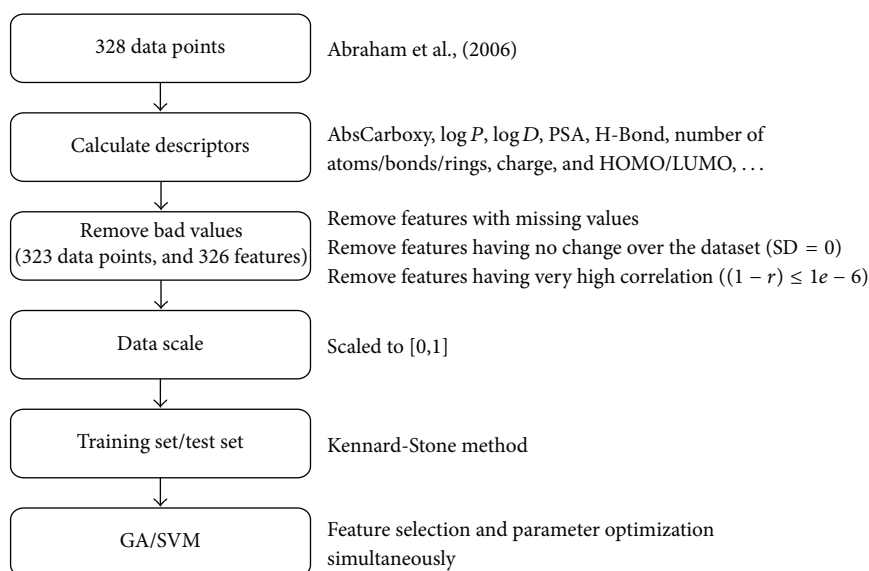 328 data points
Abraham et al., (2006)
Calculate descriptors
AbsCarboxy, log P, log D, PSA, H-Bond, number of
atoms/bonds/rings, charge, and HOMO/LUMO, . . .
Remove bad values
(323 data points, and 326 features)
Remove features with missing values
Remove features having no change over the dataset (SD = 0)
Remove features having very high correlation ((1 − r) ≤ 1e − 6)
Data scale
Scaled to [0,1]
Training set/test set
Kennard-Stone method
GA/SVM
Feature selection and parameter optimization
simultaneously